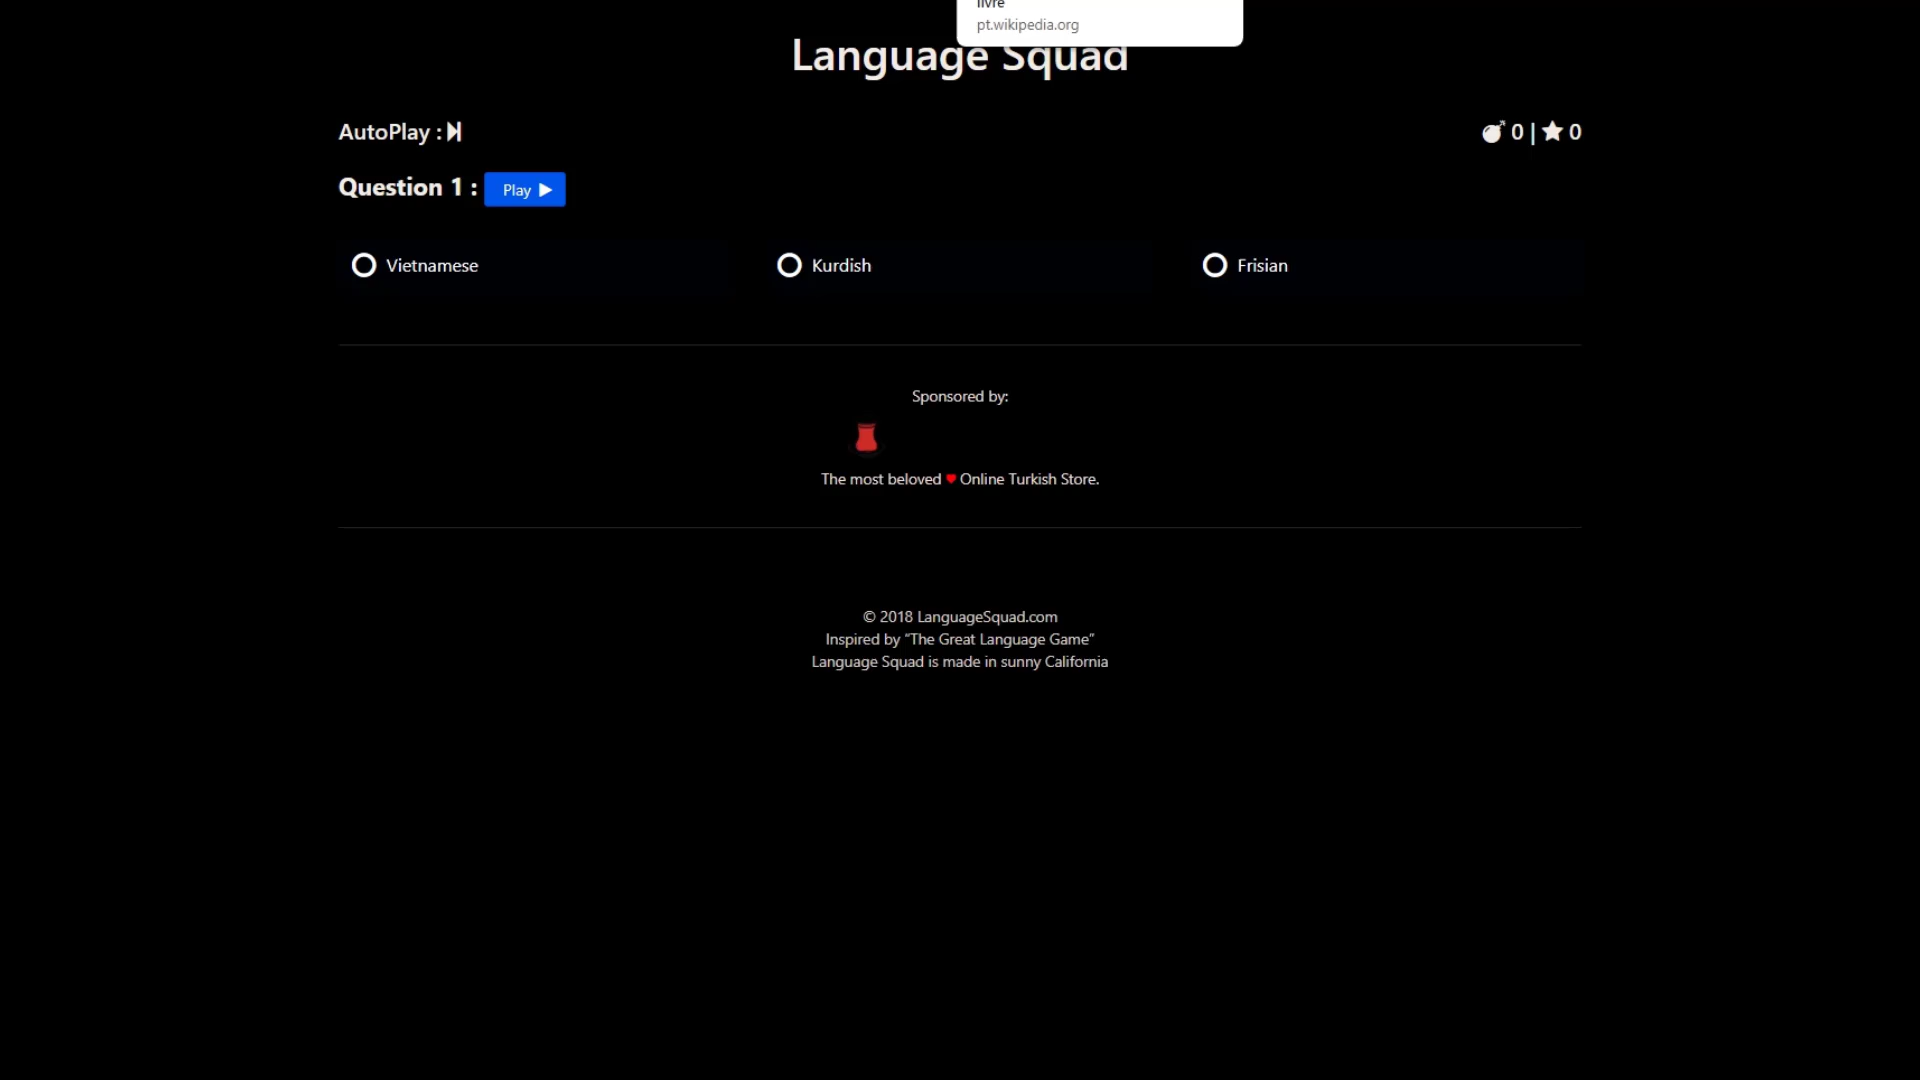 livre
pt.wikipedia.org
Language Squad
AutoPlay :
0 | 0
Question 1 : Play
Vietnamese
Kurdish
Frisian
Sponsored by:
The most beloved Online Turkish Store.
© 2018 LanguageSquad.com
Inspired by “The Great Language Game”
Language Squad is made in sunny California